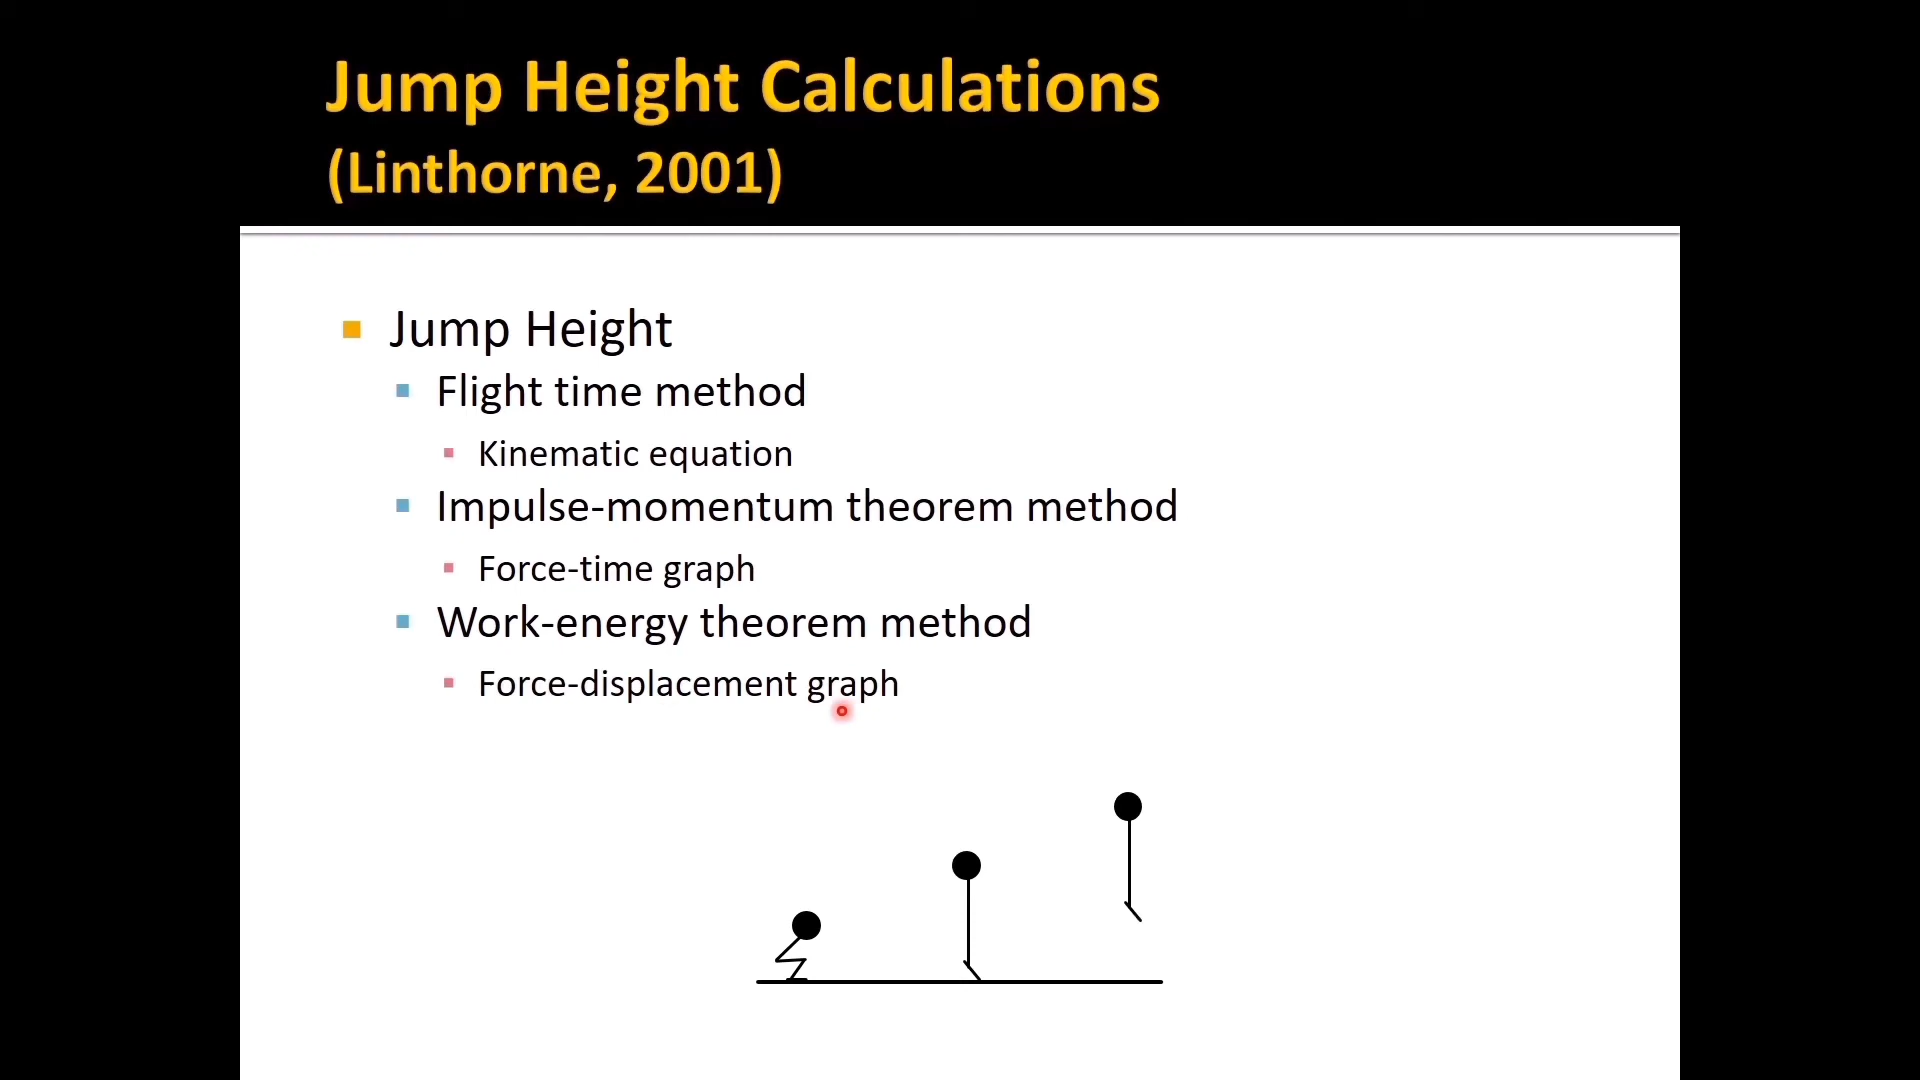 Jump Height Calculations
(Linthorne, 2001)
Jump Height
Flight time method
Kinematic equation
Impulse-momentum theorem method
Force-time graph
Work-energy theorem method
Force-displacement graph